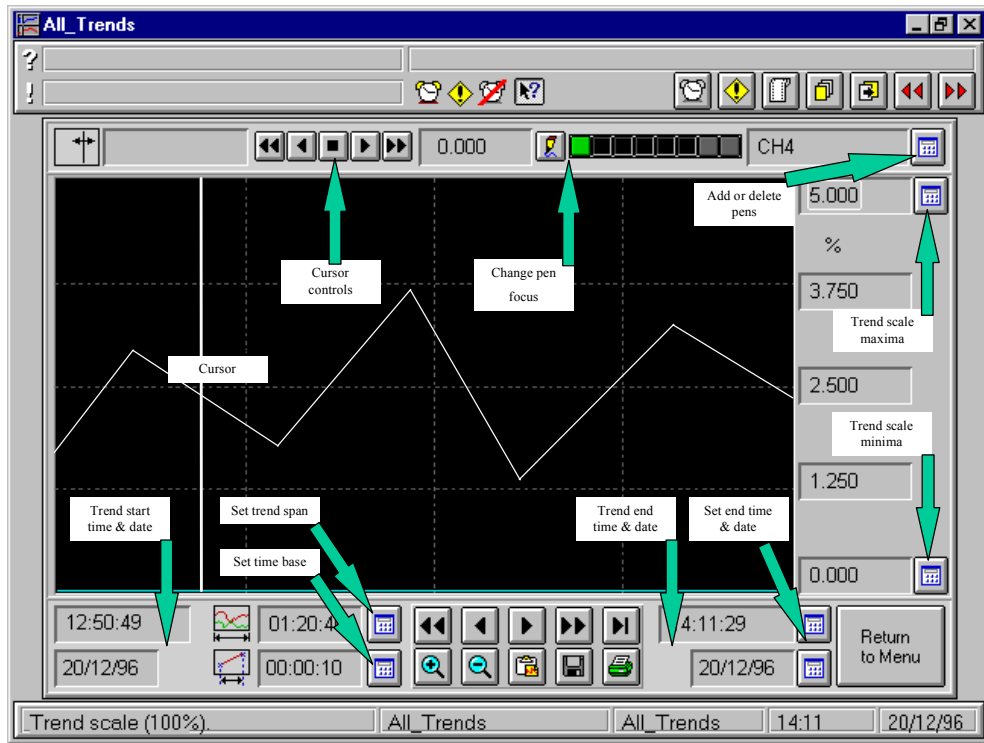 All_Trends
?
!
0.000
CH4
Add or delete
pens
5.000
%
Cursor
controls
Change pen
focus
3.750
Trend scale
maxima
Cursor
2.500
Trend scale
minima
1.250
Trend start
time & date
Set trend span
Trend end
time & date
Set end time
& date
Set time base
0.000
12:50:49
01:20:4
4:11:29
20/12/96
00:00:10
20/12/96
Return
to Menu
Trend scale (100%).
All_Trends
All_Trends
14:11
20/12/96